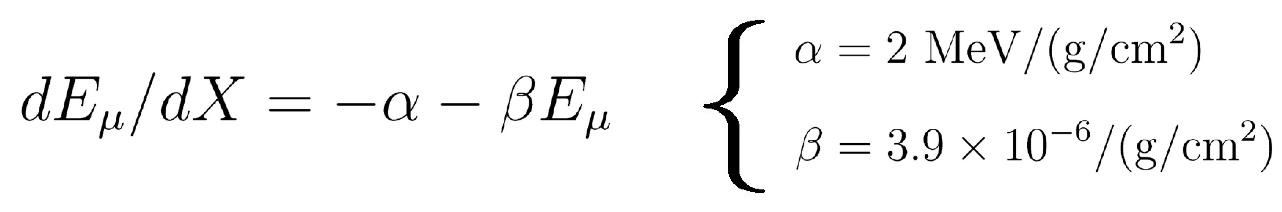 dE_μ/dX = −α − βE_μ
α = 2 MeV/(g/cm²)
β = 3.9 × 10⁻⁶/(g/cm²)